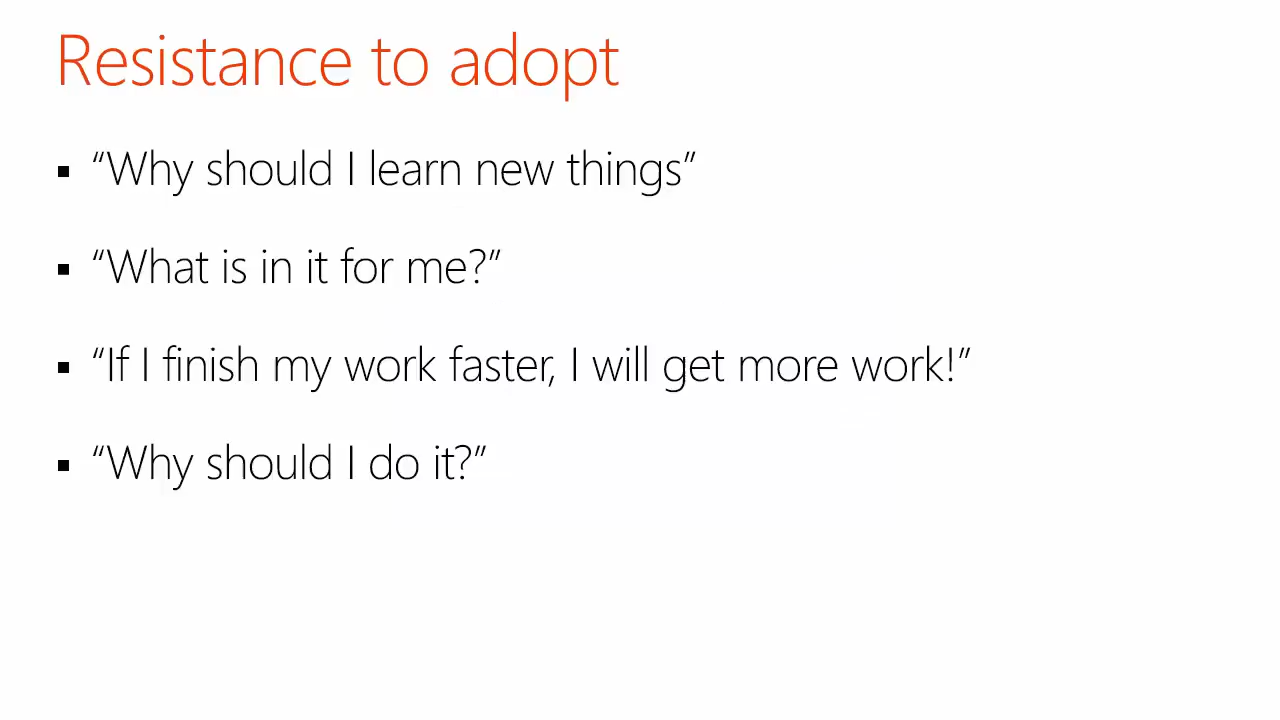 Resistance to adopt
▪ “Why should I learn new things”
▪ “What is in it for me?”
▪ “If I finish my work faster, I will get more work!”
▪ “Why should I do it?”